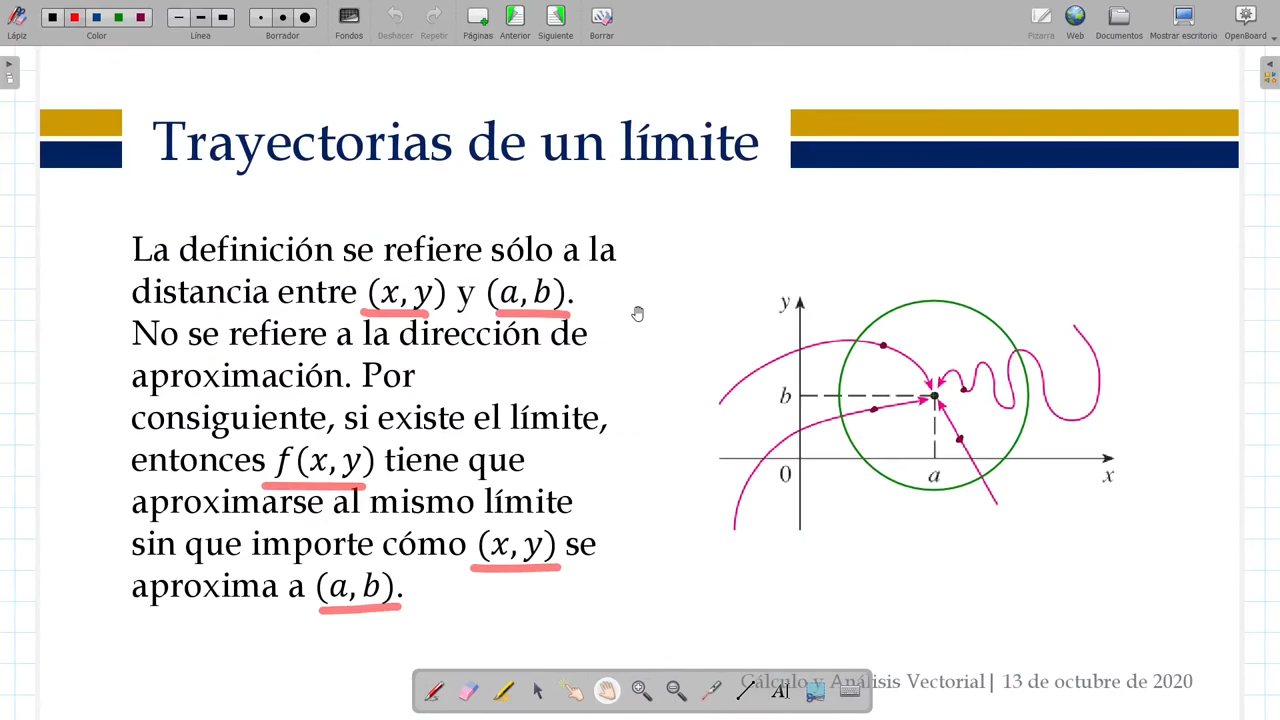 Lápiz
Color
Línea
Borrador
Fondos
Deshacer
Repetir
Páginas
Anterior
Siguiente
Borrar
Pizarra
Web
Documentos
Mostrar escritorio
OpenBoard
Trayectorias de un límite
La definición se refiere sólo a la
distancia entre (x, y) y (a, b).
No se refiere a la dirección de
aproximación. Por
consiguiente, si existe el límite,
entonces f(x, y) tiene que
aproximarse al mismo límite
sin que importe cómo (x, y) se
aproxima a (a, b).
y
b
0
a
x
Cálculo y Análisis Vectorial| 13 de octubre de 2020